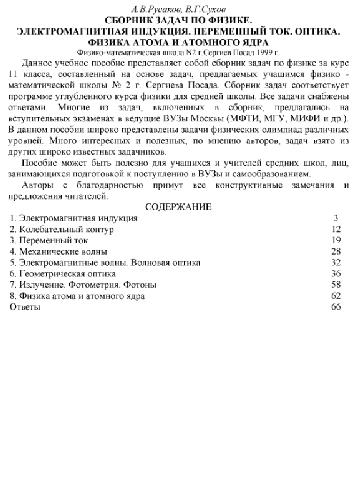 А.В.Русаков, В.Г.Сухов
СБОРНИК ЗАДАЧ ПО ФИЗИКЕ.
ЭЛЕКТРОМАГНИТНАЯ ИНДУКЦИЯ. ПЕРЕМЕННЫЙ ТОК. ОПТИКА.
ФИЗИКА АТОМА И АТОМНОГО ЯДРА
Физико-математическая школа №2 г.Сергиев Посад 1999 г.
Данное учебное пособие представляет собой сборник задач по физике за курс
11 класса, составленный на основе задач, предлагаемых учащимся физико -
математической школы № 2 г. Сергиева Посада. Сборник задач соответствует
программе углубленного курса физики для средней школы. Все задачи снабжены
ответами Многие из задач, включенных в сборник, предлагались на
вступительных экзаменах в ведущие ВУЗы Москвы (МФТИ, МГУ, МИФИ и др.).
В данном пособии широко представлены задачи физических олимпиад различных
уровней. Много интересных и полезных, по мнению авторов, задач взято из
других широко известных задачников.
Пособие может быть полезно для учащихся и учителей средних школ, лиц,
занимающихся подготовкой к поступлению в ВУЗы и самообразованием.
Авторы с благодарностью примут все конструктивные замечания и
предложения читателей.
СОДЕРЖАНИЕ
1. Электромагнитная индукция 3
2. Колебательный контур 12
3. Переменный ток 19
4. Механические волны 28
5. Электромагнитные волны. Волновая оптика 32
6. Геометрическая оптика 36
7. Излучение. Фотометрия. Фотоны 58
8. Физика атома и атомного ядра 62
Ответы 66